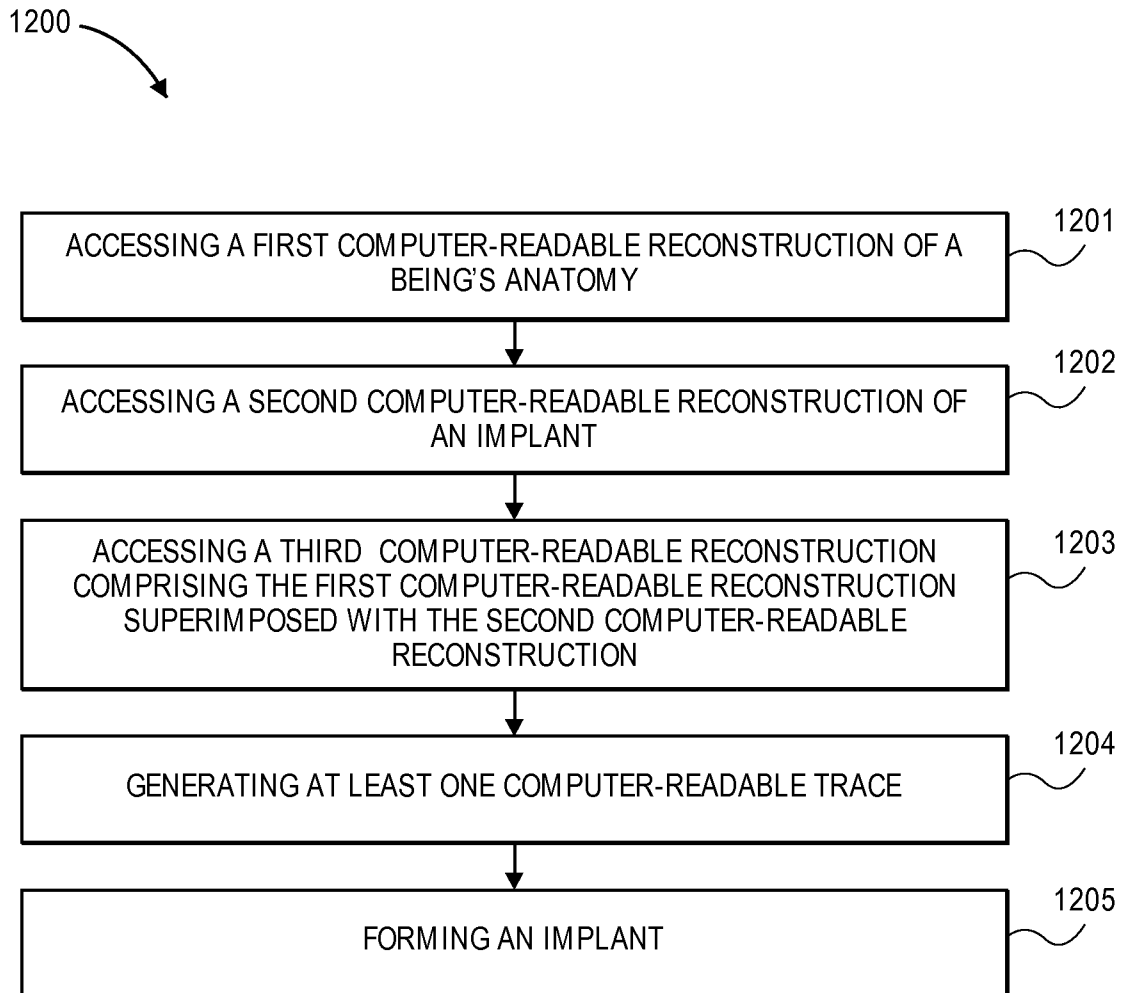 1200
1201
ACCESSING A FIRST COMPUTER-READABLE RECONSTRUCTION OF A
BEING'S ANATOMY
1202
ACCESSING A SECOND COMPUTER-READABLE RECONSTRUCTION OF
AN IMPLANT
1203
ACCESSING A THIRD COMPUTER-READABLE RECONSTRUCTION
COMPRISING THE FIRST COMPUTER-READABLE RECONSTRUCTION
SUPERIMPOSED WITH THE SECOND COMPUTER-READABLE
RECONSTRUCTION
1204
GENERATING AT LEAST ONE COMPUTER-READABLE TRACE
1205
FORMING AN IMPLANT